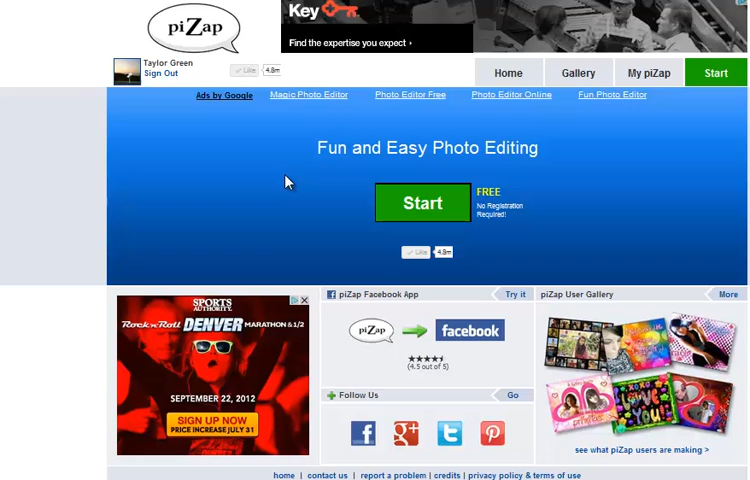 piZap
Key
Find the expertise you expect ›
Taylor Green
Sign Out
Like 4.8m
Home Gallery My piZap Start
Ads by Google Magic Photo Editor Photo Editor Free Photo Editor Online Fun Photo Editor
Fun and Easy Photo Editing
Start
FREE
No Registration
Required!
Like 4.8m
piZap Facebook App Try it
piZap User Gallery More
SPORTS
AUTHORITY.
Rock'n'Roll DENVER MARATHON & 1/2
SEPTEMBER 22, 2012
SIGN UP NOW
PRICE INCREASE JULY 31
piZap facebook
(4.5 out of 5)
Follow Us Go
XOXO
LOVE
YOU!
see what piZap users are making >
home | contact us | report a problem | credits | privacy policy & terms of use